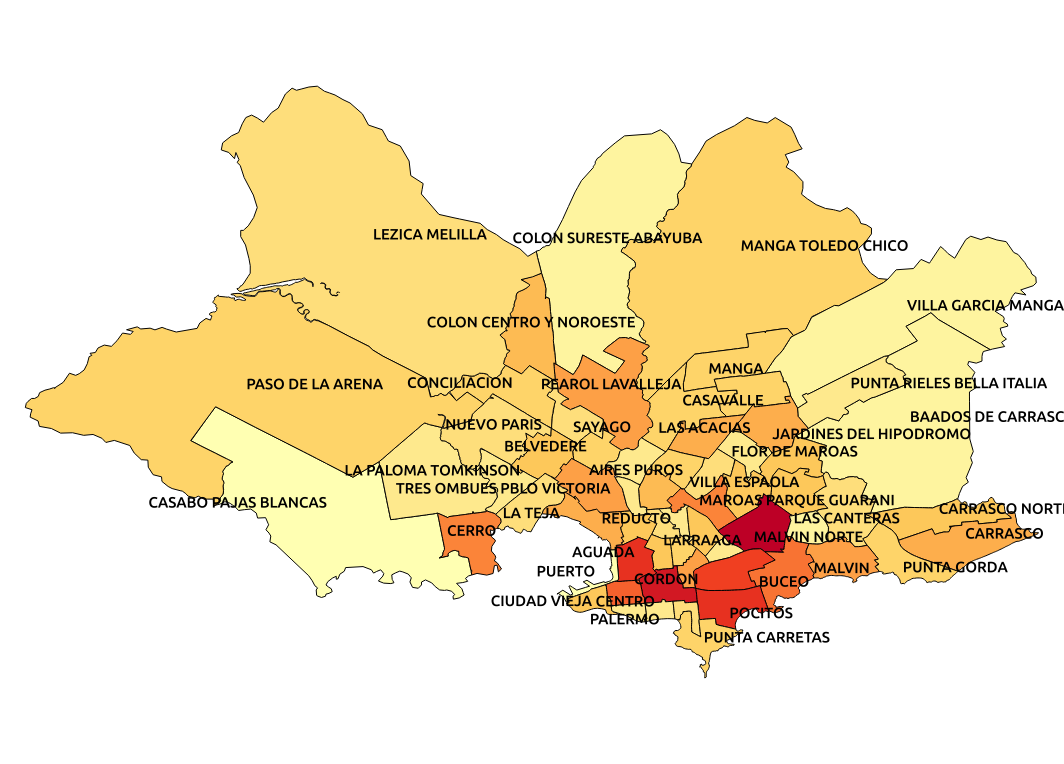 LEZICA MELILLA
COLON SURESTE ABAYUBA
MANGA TOLEDO CHICO
VILLA GARCIA MANGA
COLON CENTRO Y NOROESTE
MANGA
PASO DE LA ARENA
CONCILIACION
PEAROL LAVALLEJA
PUNTA RIELES BELLA ITALIA
CASAVALLE
BAADOS DE CARRASC
NUEVO PARIS
SAYAGO
LAS ACACIAS
JARDINES DEL HIPODROMO
BELVEDERE
FLOR DE MAROAS
LA PALOMA TOMKINSON
AIRES PUROS
TRES OMBUES PBLO VICTORIA
VILLA ESPAOLA
CASABO PAJAS BLANCAS
MAROAS PARQUE GUARANI
CARRASCO NORTE
LA TEJA
REDUCTO
LAS CANTERAS
CERRO
LARRAAGA
MALVIN NORTE
CARRASCO
AGUADA
PUERTO
CORDON
BUCEO
MALVIN
PUNTA GORDA
CIUDAD VIEJA
CENTRO
PALERMO
POCITOS
PUNTA CARRETAS